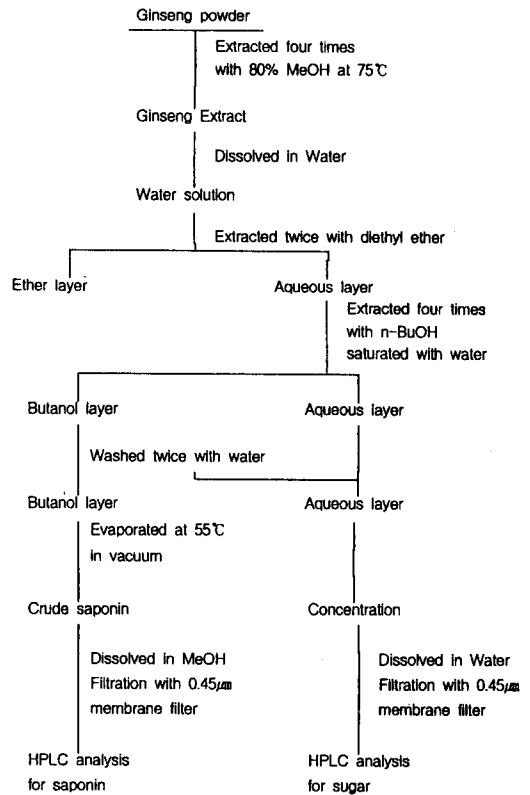 Ginseng powder
Extracted four times
with 80% MeOH at 75℃
Ginseng Extract
Dissolved in Water
Water solution
Extracted twice with diethyl ether
Ether layer
Aqueous layer
Extracted four times
with n-BuOH
saturated with water
Butanol layer
Aqueous layer
Washed twice with water
Butanol layer
Aqueous layer
Evaporated at 55℃
in vacuum
Crude saponin
Concentration
Dissolved in MeOH
Filtration with 0.45㎛
membrane filter
Dissolved in Water
Filtration with 0.45㎛
membrane filter
HPLC analysis
for saponin
HPLC analysis
for sugar